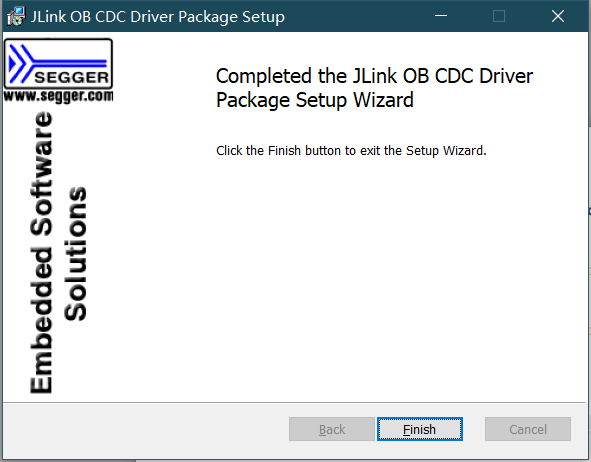 JLink OB CDC Driver Package Setup
SEGGER
www.segger.com
Embedded Software
Solutions
Completed the JLink OB CDC Driver
Package Setup Wizard
Click the Finish button to exit the Setup Wizard.
Back
Finish
Cancel